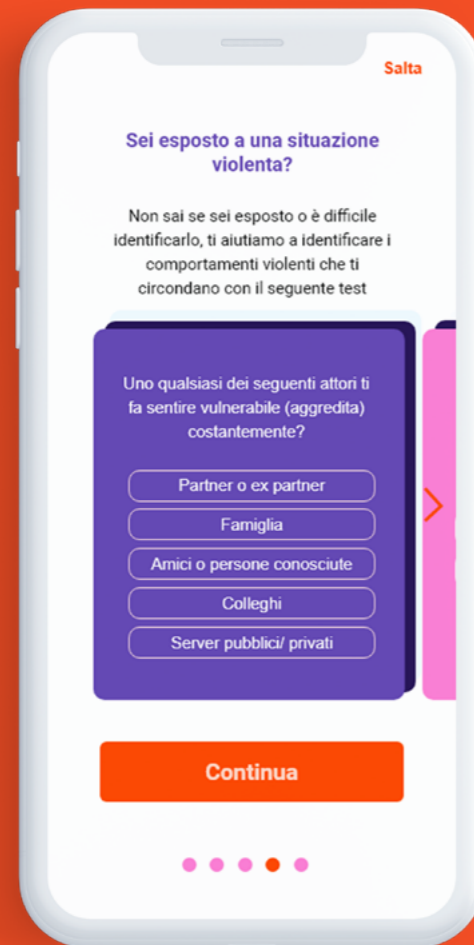 Salta
Sei esposto a una situazione
violenta?
Non sai se sei esposto o è difficile
identificarlo, ti aiutiamo a identificare i
comportamenti violenti che ti
circondano con il seguente test
Uno qualsiasi dei seguenti attori ti
fa sentire vulnerabile (aggredita)
costantemente?
Partner o ex partner
Famiglia
Amici o persone conosciute
Colleghi
Server pubblici/ privati
Continua